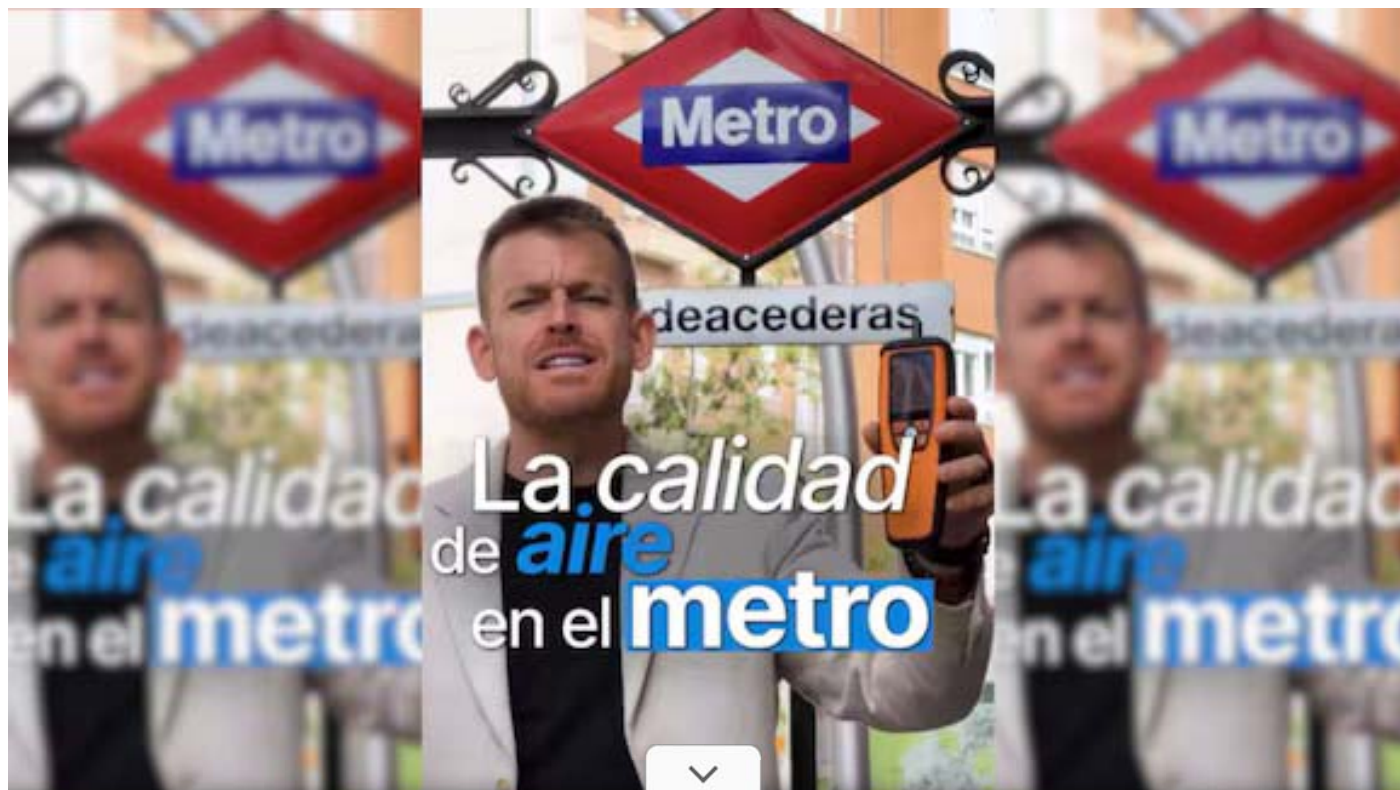 Metro
deacederas
La calidad
de aire
en el metro